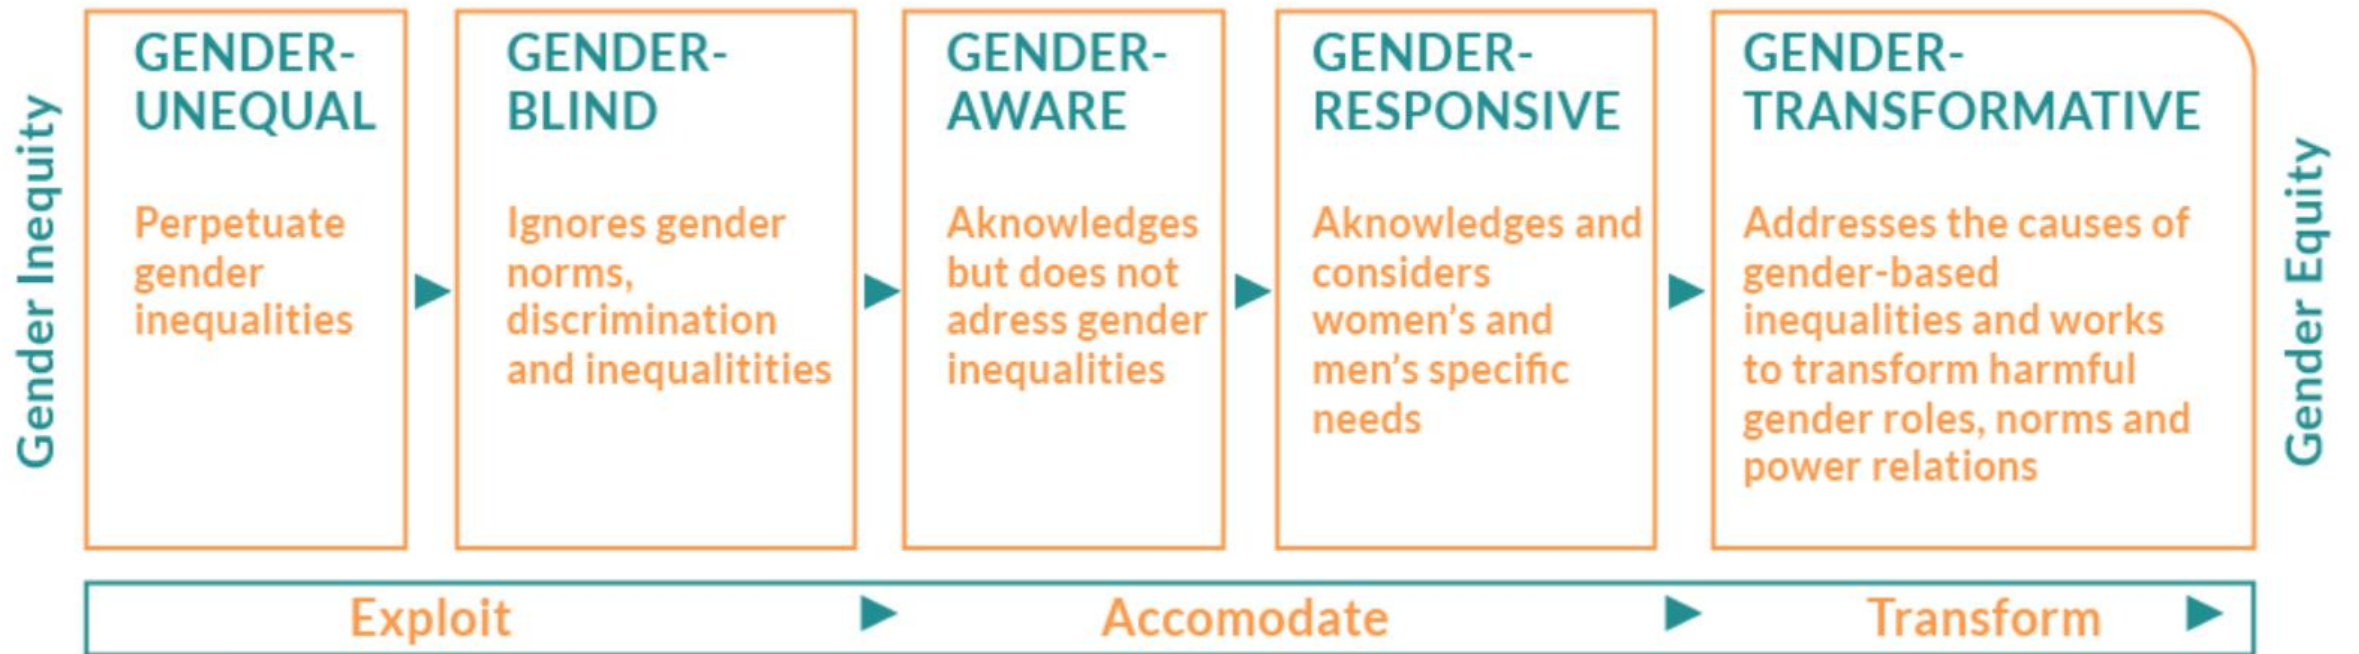 Gender Inequity
GENDER-
UNEQUAL
Perpetuate
gender
inequalities
GENDER-
BLIND
Ignores gender
norms,
discrimination
and inequalitities
GENDER-
AWARE
Aknowledges
but does not
adress gender
inequalities
GENDER-
RESPONSIVE
Aknowledges and
considers
women’s and
men’s specific
needs
GENDER-
TRANSFORMATIVE
Addresses the causes of
gender-based
inequalities and works
to transform harmful
gender roles, norms and
power relations
Gender Equity
Exploit
Accomodate
Transform